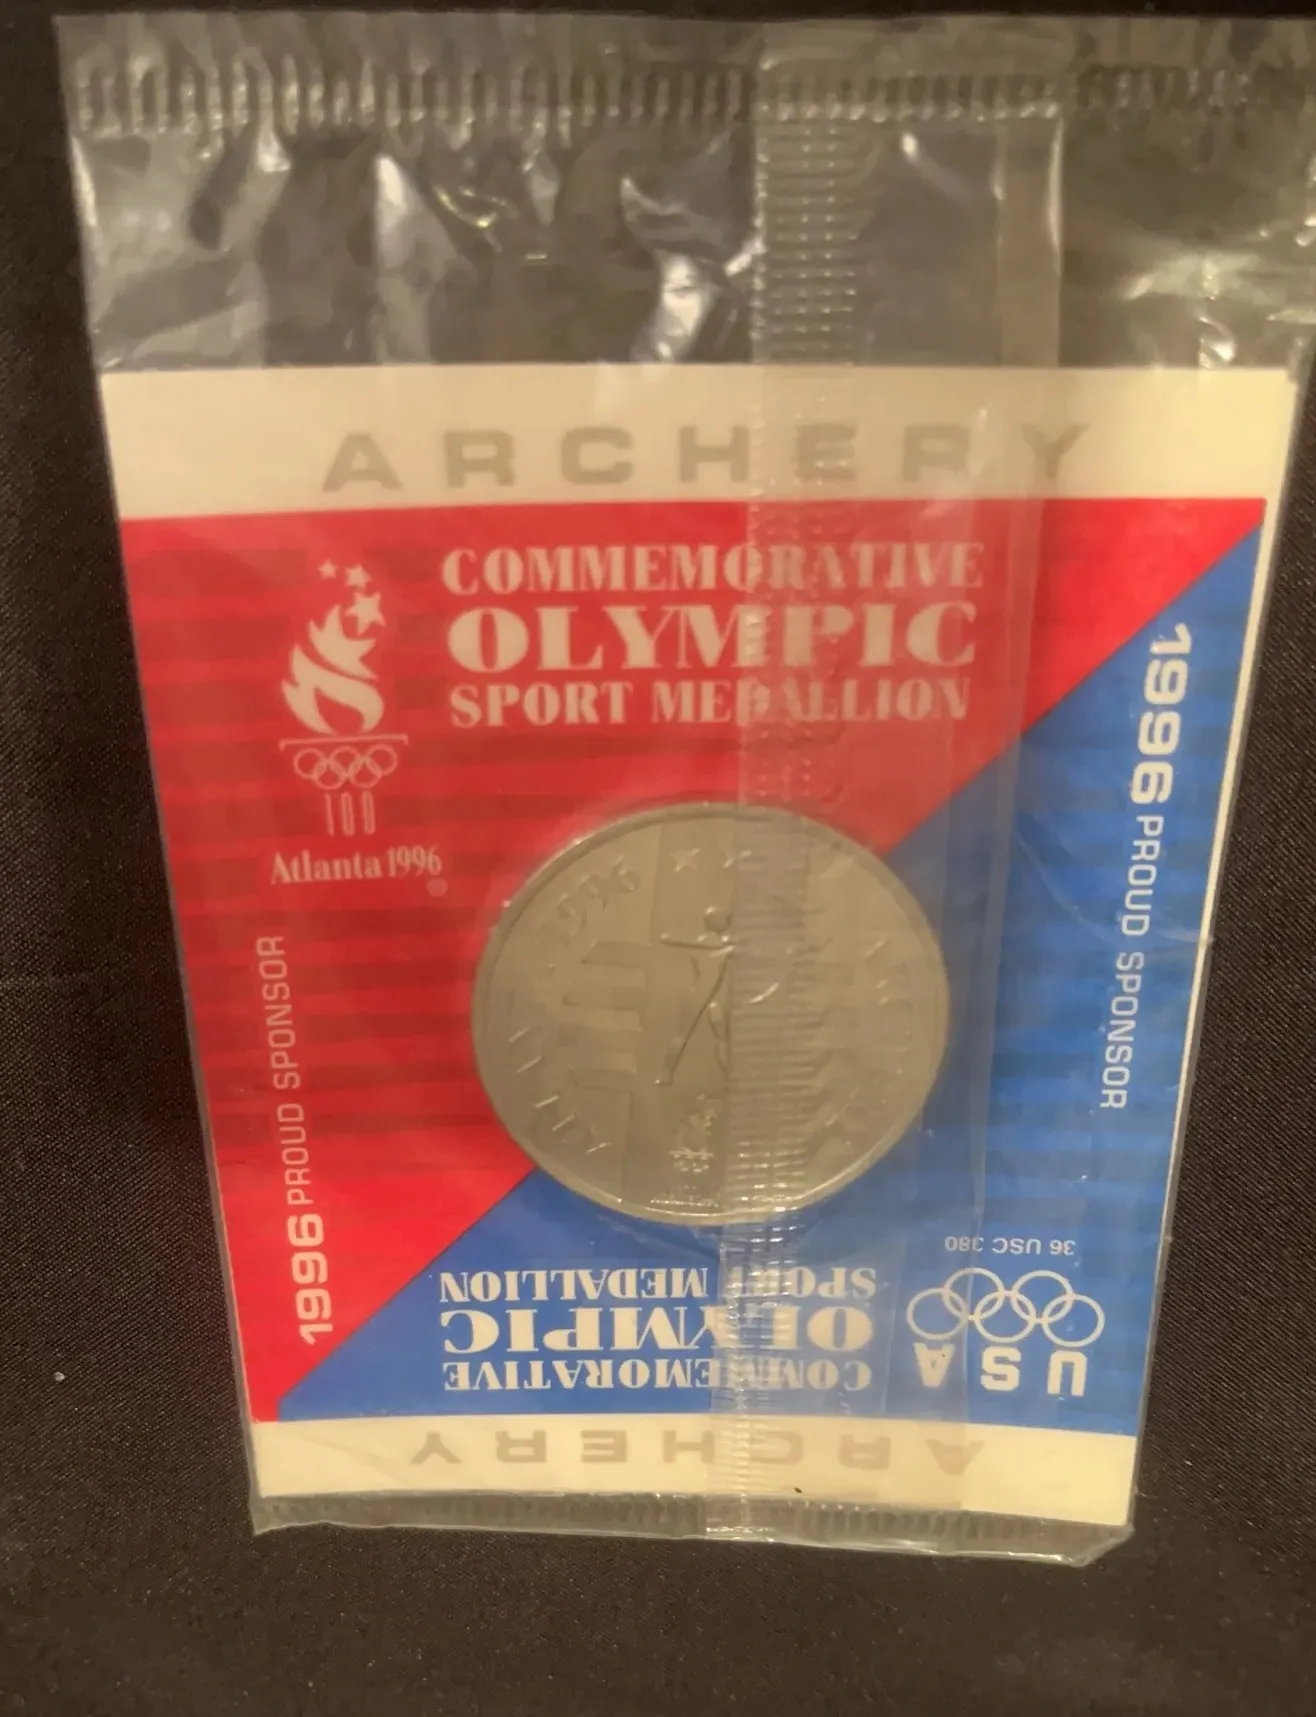 ARCHERY
COMMEMORATIVE
OLYMPIC
SPORT MEDALLION
Atlanta 1996
1996 PROUD SPONSOR
1996 PROUD SPONSOR
1996
36 USC 380
USA
COMMEMORATIVE
OLYMPIC
SPORT MEDALLION
ARCHERY